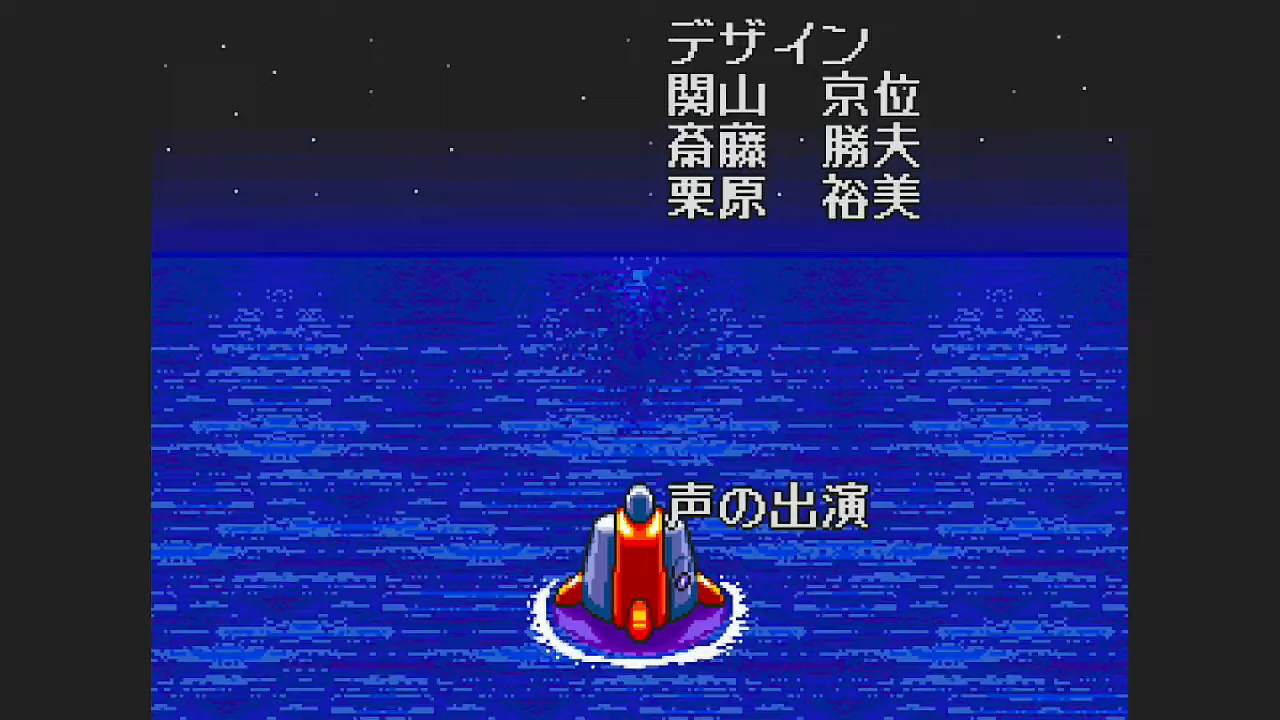 デザイン
関山　京位
斎藤　勝夫
栗原　裕美
声の出演